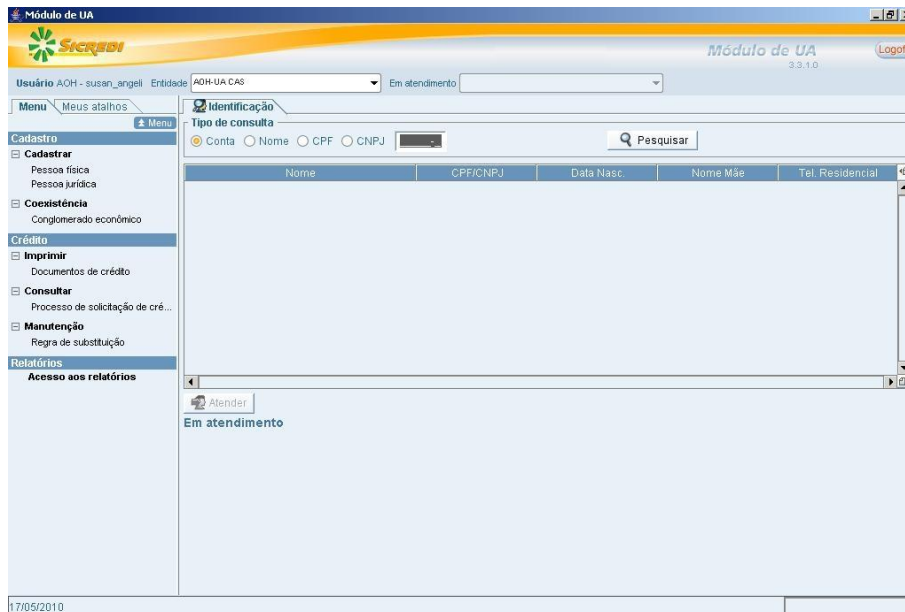 Módulo de UA
SICREDI
Módulo de UA
3.3.1.0
Logof
Usuário AOH - susan_angeli Entidade AOH-UA CAS Em atendimento
Menu Meus atalhos
Menu
Cadastro
Cadastrar
Pessoa física
Pessoa jurídica
Coexistência
Conglomerado econômico
Crédito
Imprimir
Documentos de crédito
Consultar
Processo de solicitação de cré...
Manutenção
Regra de substituição
Relatórios
Acesso aos relatórios
Identificação
Tipo de consulta
Conta Nome CPF CNPJ - Pesquisar
Nome CPF/CNPJ Data Nasc. Nome Mãe Tel. Residencial
Atender
Em atendimento
17/05/2010